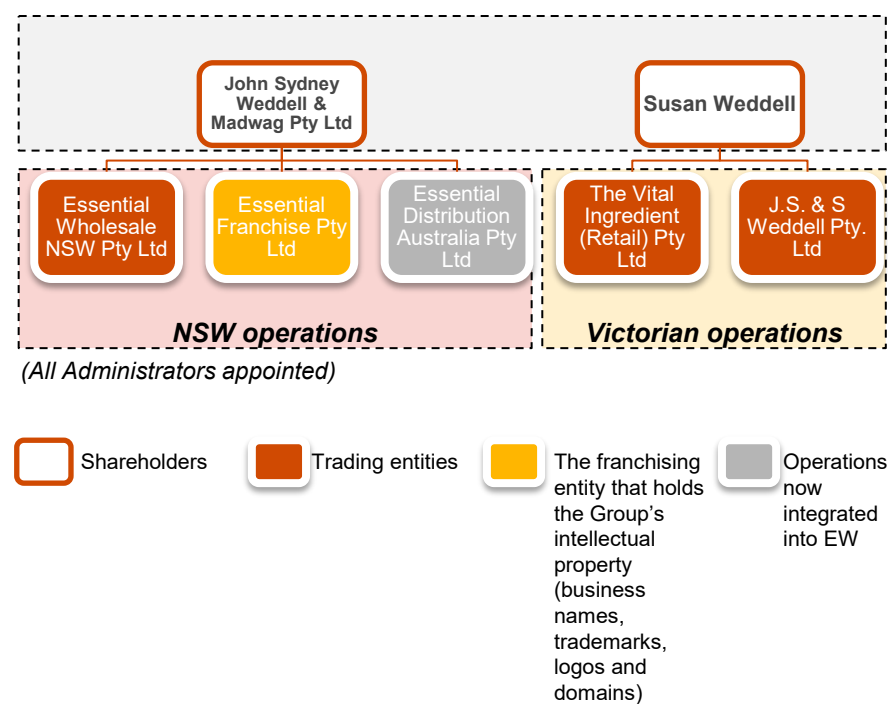 John Sydney
Weddell &
Madwag Pty Ltd
Susan Weddell
Essential
Wholesale
NSW Pty Ltd
Essential
Franchise Pty
Ltd
Essential
Distribution
Australia Pty
Ltd
The Vital
Ingredient
(Retail) Pty
Ltd
J.S. & S
Weddell Pty.
Ltd
NSW operations
Victorian operations
(All Administrators appointed)
Shareholders
Trading entities
The franchising
entity that holds
the Group’s
intellectual
property
(business
names,
trademarks,
logos and
domains)
Operations
now
integrated
into EW